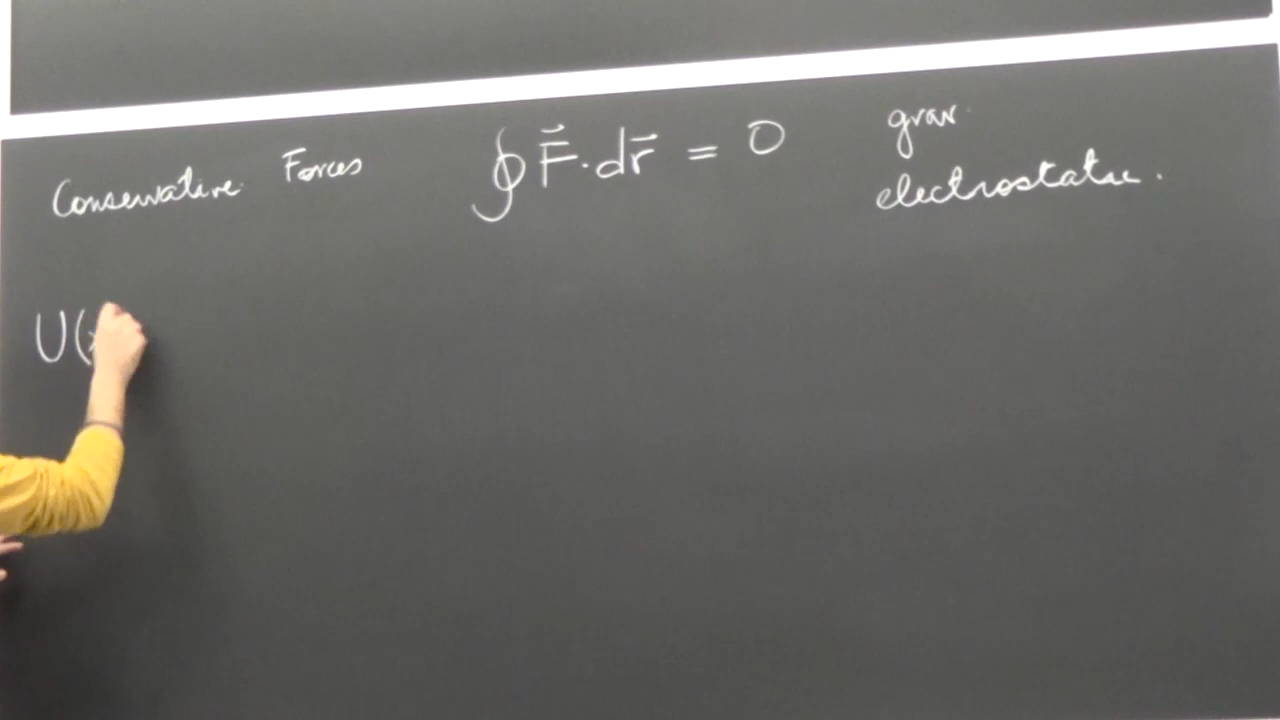 Conservative Forces ∮ F⃗ · dr⃗ = 0 grav.
electrostatic.
U(x